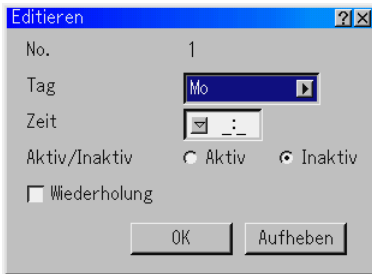 Editieren
No. 1
Tag Mo
Zeit _:_
Aktiv/Inaktiv Aktiv Inaktiv
Wiederholung
OK Aufheben